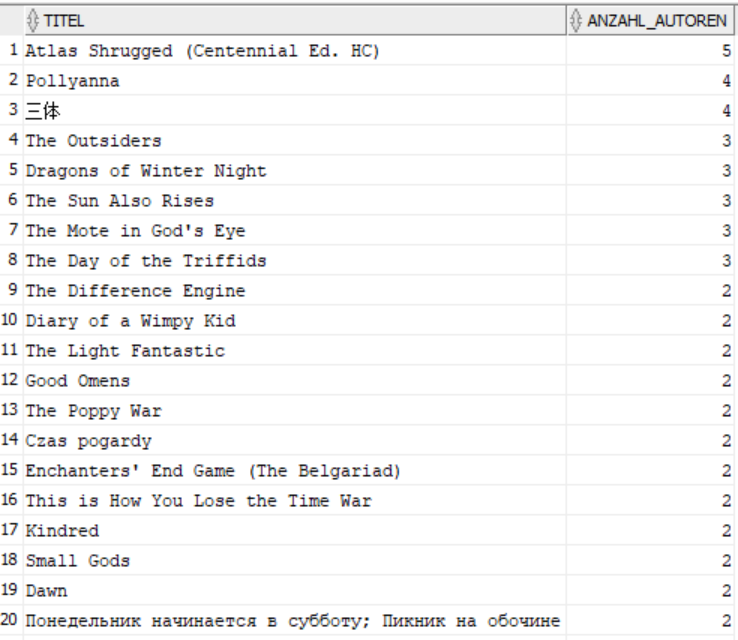 TITEL ANZAHL_AUTOREN
1 Atlas Shrugged (Centennial Ed. HC) 5
2 Pollyanna 4
3 三体 4
4 The Outsiders 3
5 Dragons of Winter Night 3
6 The Sun Also Rises 3
7 The Mote in God's Eye 3
8 The Day of the Triffids 3
9 The Difference Engine 2
10 Diary of a Wimpy Kid 2
11 The Light Fantastic 2
12 Good Omens 2
13 The Poppy War 2
14 Czas pogardy 2
15 Enchanters' End Game (The Belgariad) 2
16 This is How You Lose the Time War 2
17 Kindred 2
18 Small Gods 2
19 Dawn 2
20 Понедельник начинается в субботу; Пикник на обочине 2